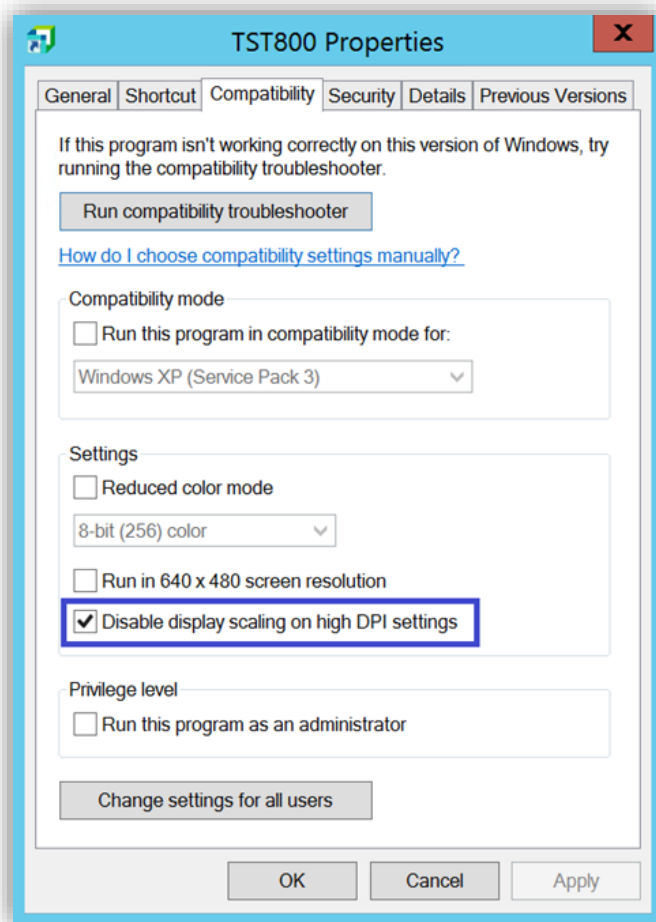 TST800 Properties
X
General Shortcut Compatibility Security Details Previous Versions
If this program isn't working correctly on this version of Windows, try
running the compatibility troubleshooter.
Run compatibility troubleshooter
How do I choose compatibility settings manually?
Compatibility mode
Run this program in compatibility mode for:
Windows XP (Service Pack 3)
Settings
Reduced color mode
8-bit (256) color
Run in 640 x 480 screen resolution
Disable display scaling on high DPI settings
Privilege level
Run this program as an administrator
Change settings for all users
OK Cancel Apply